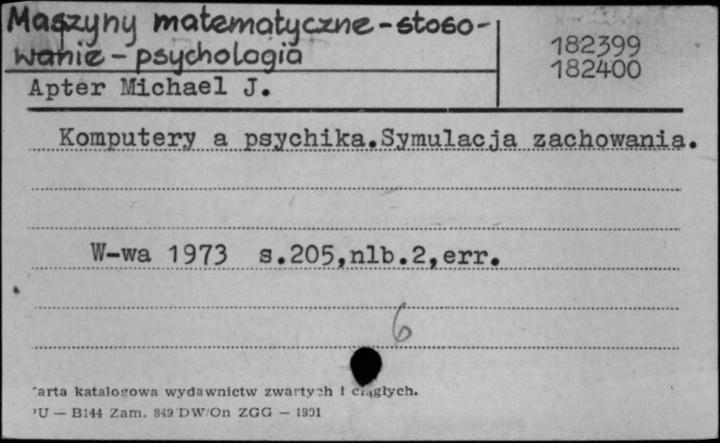 Maszyny matematyczne - stoso-
wanie - psychologia
182399
182400
Apter Michael J.
Komputery a psychika.Symulacja zachowania.
W-wa 1973 s.205,nlb.2,err.
6
arta katalogowa wydawnictw zwartych i ciągłych.
PU — B144 Zam. 849 DW/On ZGG —